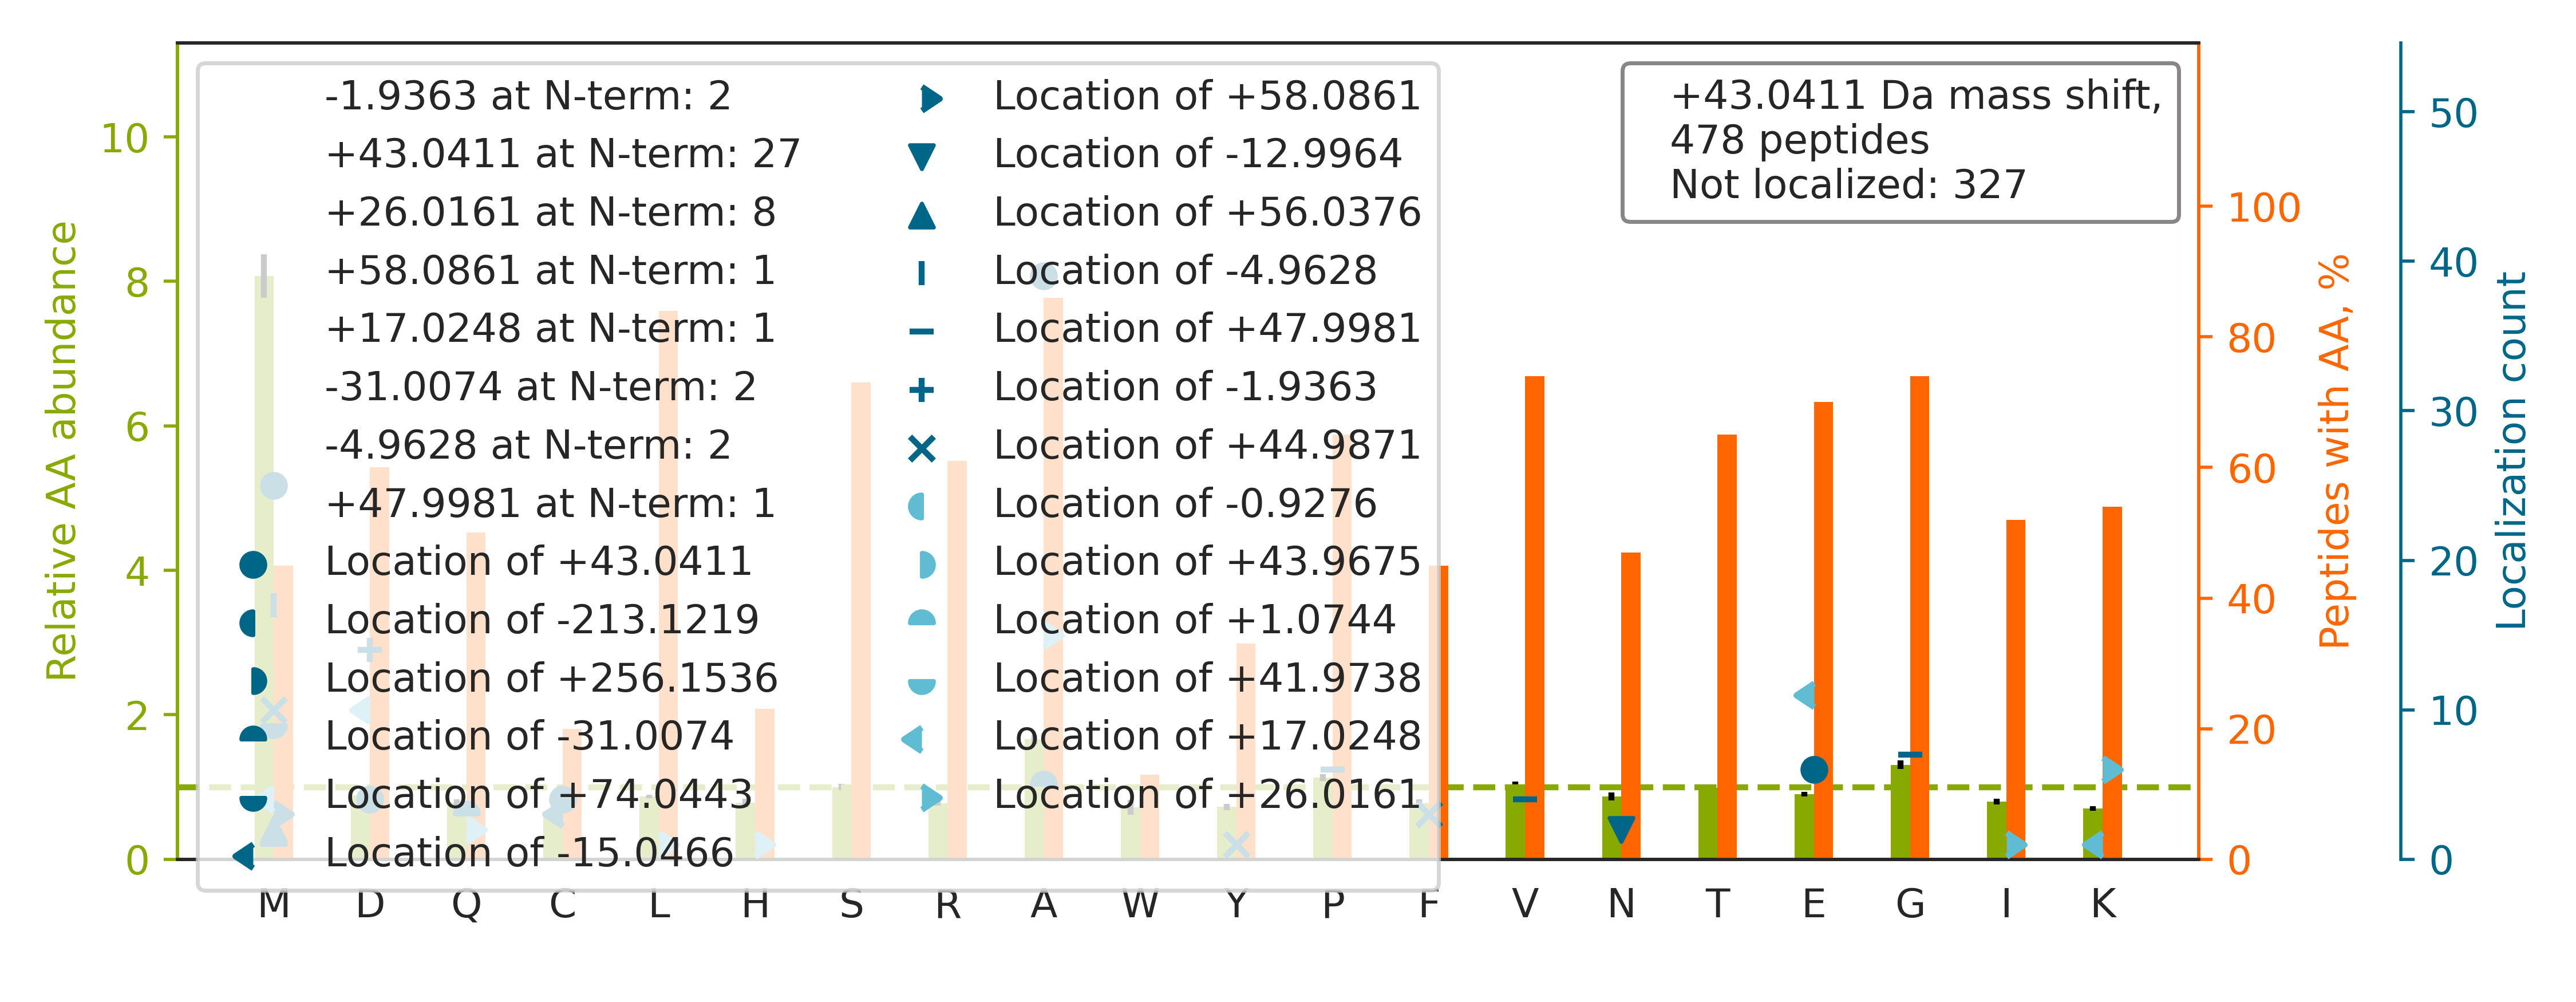 -1.9363 at N-term: 2
+43.0411 at N-term: 27
+26.0161 at N-term: 8
+58.0861 at N-term: 1
+17.0248 at N-term: 1
-31.0074 at N-term: 2
-4.9628 at N-term: 2
+47.9981 at N-term: 1
Location of +43.0411
Location of -213.1219
Location of +256.1536
Location of -31.0074
Location of +74.0443
Location of -15.0466
Location of +58.0861
Location of -12.9964
Location of +56.0376
Location of -4.9628
Location of +47.9981
Location of -1.9363
Location of +44.9871
Location of -0.9276
Location of +43.9675
Location of +1.0744
Location of +41.9738
Location of +17.0248
Location of +26.0161
+43.0411 Da mass shift,
478 peptides
Not localized: 327
Relative AA abundance
10
8
6
4
2
0
M D Q C L H S R A W Y P F V N T E G I K
100
80
60
40
20
0
Peptides with AA, %
50
40
30
20
10
0
Localization count